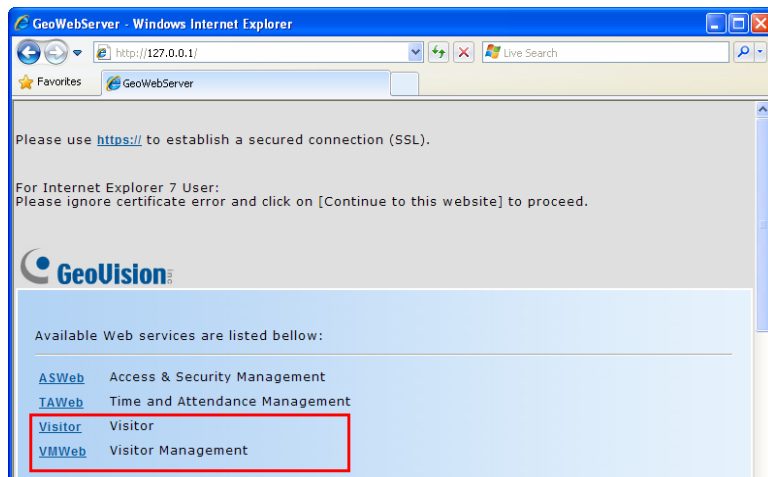 GeoWebServer - Windows Internet Explorer
http://127.0.0.1/
Live Search
Favorites
GeoWebServer
Please use https:// to establish a secured connection (SSL).
For Internet Explorer 7 User:
Please ignore certificate error and click on [Continue to this website] to proceed.
GeoVision
Available Web services are listed bellow:
ASWeb Access & Security Management
TAWeb Time and Attendance Management
Visitor Visitor
VMWeb Visitor Management